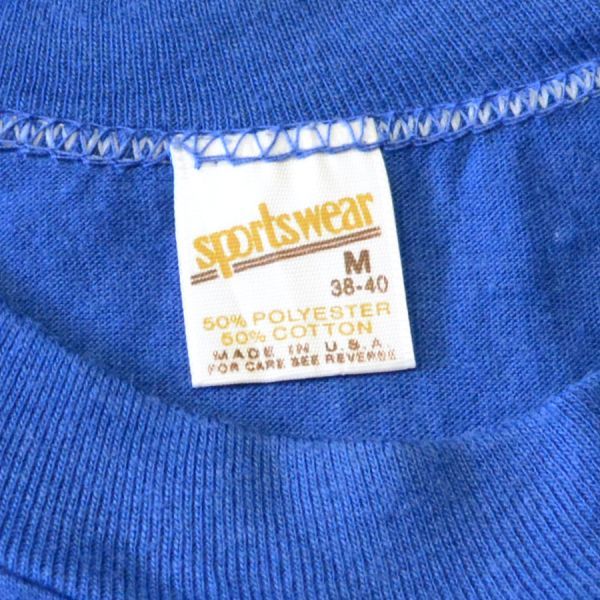 sportswear
M
38-40
50% POLYESTER
50% COTTON
MADE IN U.S.A.
FOR CARE SEE REVERSE